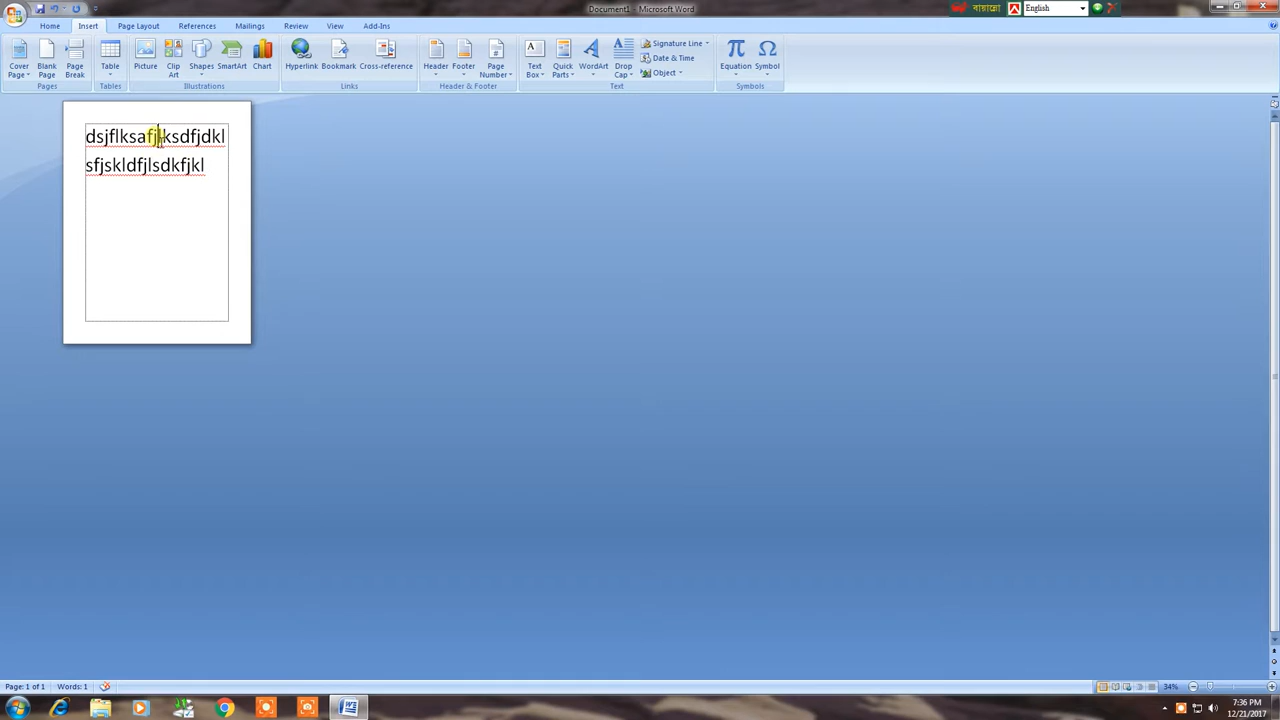 Document1 - Microsoft Word
বায়ান্নো
English
Home Insert Page Layout References Mailings Review View Add-Ins
Cover Page
Blank Page
Page Break
Table
Picture
Clip Art
Shapes
SmartArt
Chart
Hyperlink
Bookmark
Cross-reference
Header
Footer
Page Number
Text Box
Quick Parts
WordArt
Drop Cap
Signature Line
Date & Time
Object
Equation
Symbol
Pages Tables Illustrations Links Header & Footer Text Symbols
dsjflksafjlksdfjdkl
sfjskldfjlsdkfjkl
Page: 1 of 1 Words: 1 34%
7:36 PM
12/21/2017